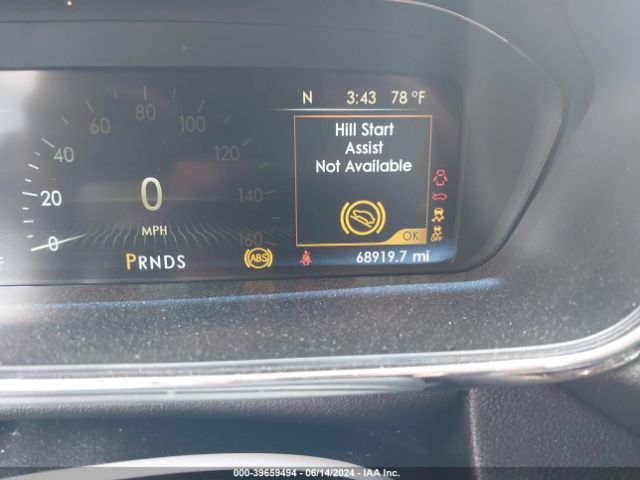 N 3:43 78 °F
Hill Start
Assist
Not Available
OK
0 20 40 60 80 100 120 140 160
0
MPH
PRNDS
ABS
OFF
68919.7 mi
F
000-39659494 - 06/14/2024 - IAA Inc.